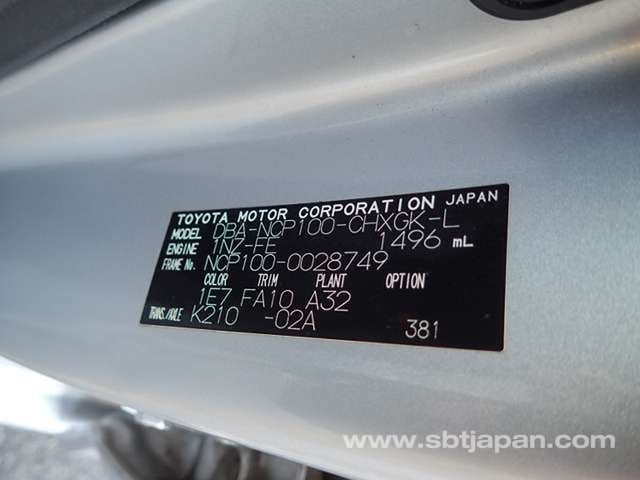 TOYOTA MOTOR CORPORATION JAPAN
MODEL DBA-NCP100-CHXGK-L
ENGINE 1NZ-FE 1496 mL
FRAME No. NCP100-0028749
COLOR TRIM PLANT OPTION
1E7 FA10 A32
TRANS./AXLE K210 -02A 381
www.sbtjapan.com